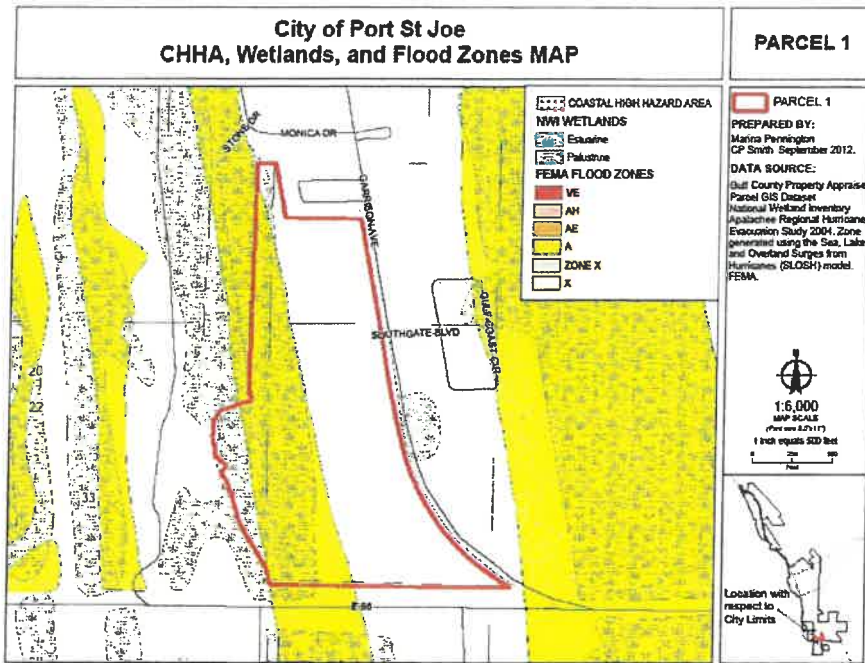 City of Port St Joe
CHHA, Wetlands, and Flood Zones MAP
PARCEL 1
STONE DR
MONICA DR
GARRISON AVE
SOUTHGATE BLVD
GULF COAST CIR
20
22
33
COASTAL HIGH HAZARD AREA
NWI WETLANDS
Estuarine
Palustrine
FEMA FLOOD ZONES
VE
AH
AE
A
ZONE X
X
PARCEL 1
PREPARED BY:
Marina Pennington
CP Smith September 2012.
DATA SOURCE:
Gulf County Property Appraise
Parcel GIS Dataset
National Wetland Inventory
Apalachee Regional Hurricane
Evacuation Study 2004. Zone
generated using the Sea, Lake
and Overland Surges from
Hurricanes (SLOSH) model.
FEMA.
N
1:6,000
MAP SCALE
1 inch equals 500 feet
Feet
Location with
respect to
City Limits